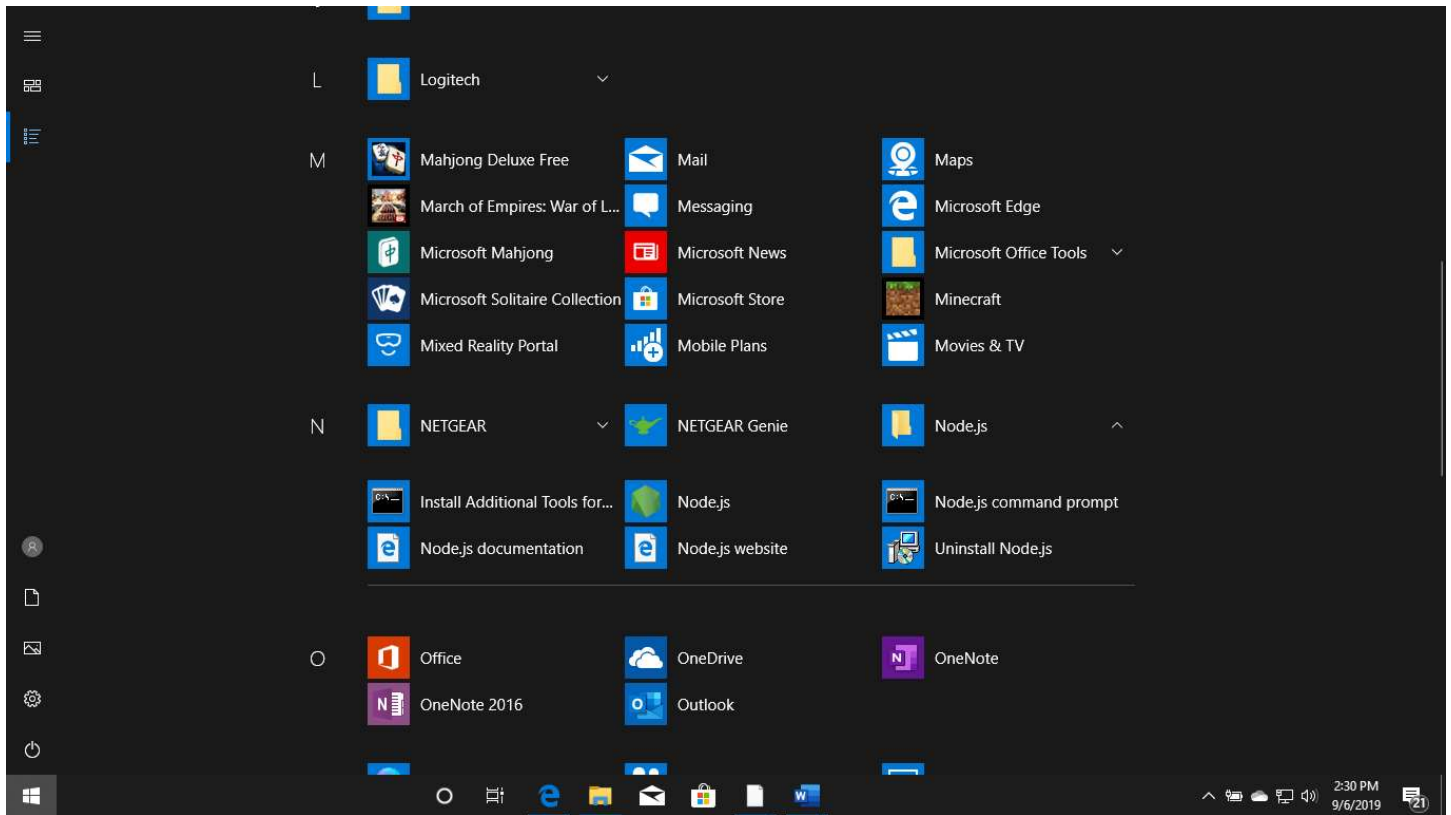 L Logitech
M Mahjong Deluxe Free Mail Maps
March of Empires: War of L... Messaging Microsoft Edge
Microsoft Mahjong Microsoft News Microsoft Office Tools
Microsoft Solitaire Collection Microsoft Store Minecraft
Mixed Reality Portal Mobile Plans Movies & TV
N NETGEAR NETGEAR Genie Node.js
Install Additional Tools for... Node.js Node.js command prompt
Node.js documentation Node.js website Uninstall Node.js
O Office OneDrive OneNote
OneNote 2016 Outlook
2:30 PM
9/6/2019
21